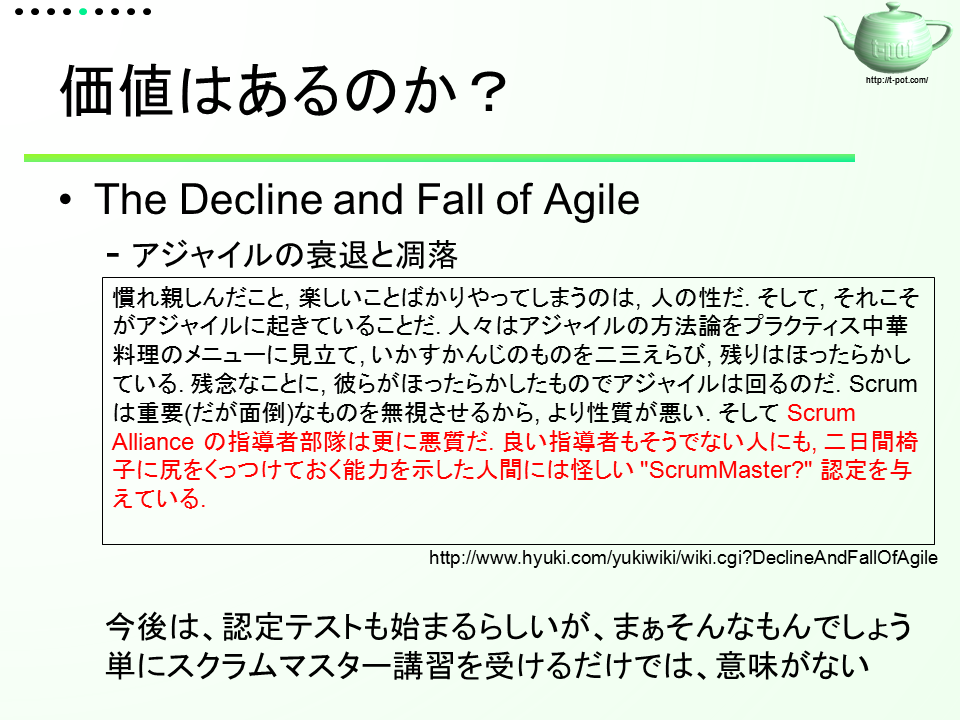 t-pot
http://t-pot.com/
価値はあるのか？
• The Decline and Fall of Agile
- アジャイルの衰退と凋落
慣れ親しんだこと, 楽しいことばかりやってしまうのは, 人の性だ. そして, それこそ
がアジャイルに起きていることだ. 人々はアジャイルの方法論をプラクティス中華
料理のメニューに見立て, いかすかんじのものを二三えらび, 残りはほったらかし
ている. 残念なことに, 彼らがほったらかしたものでアジャイルは回るのだ. Scrum
は重要(だが面倒)なものを無視させるから, より性質が悪い. そして Scrum
Alliance の指導者部隊は更に悪質だ. 良い指導者もそうでない人にも, 二日間椅
子に尻をくっつけておく能力を示した人間には怪しい "ScrumMaster?" 認定を与
えている.
http://www.hyuki.com/yukiwiki/wiki.cgi?DeclineAndFallOfAgile
今後は、認定テストも始まるらしいが、まぁそんなもんでしょう
単にスクラムマスター講習を受けるだけでは、意味がない